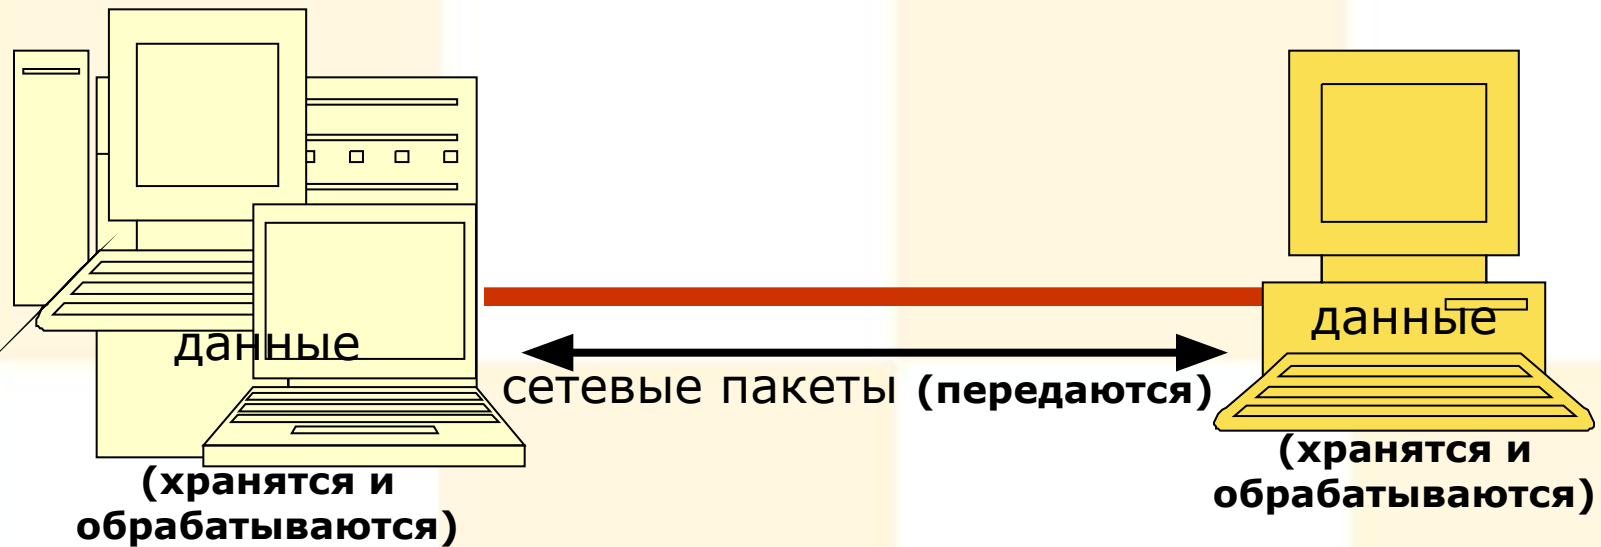 данные
(хранятся и
обрабатываются)
сетевые пакеты (передаются)
данные
(хранятся и
обрабатываются)